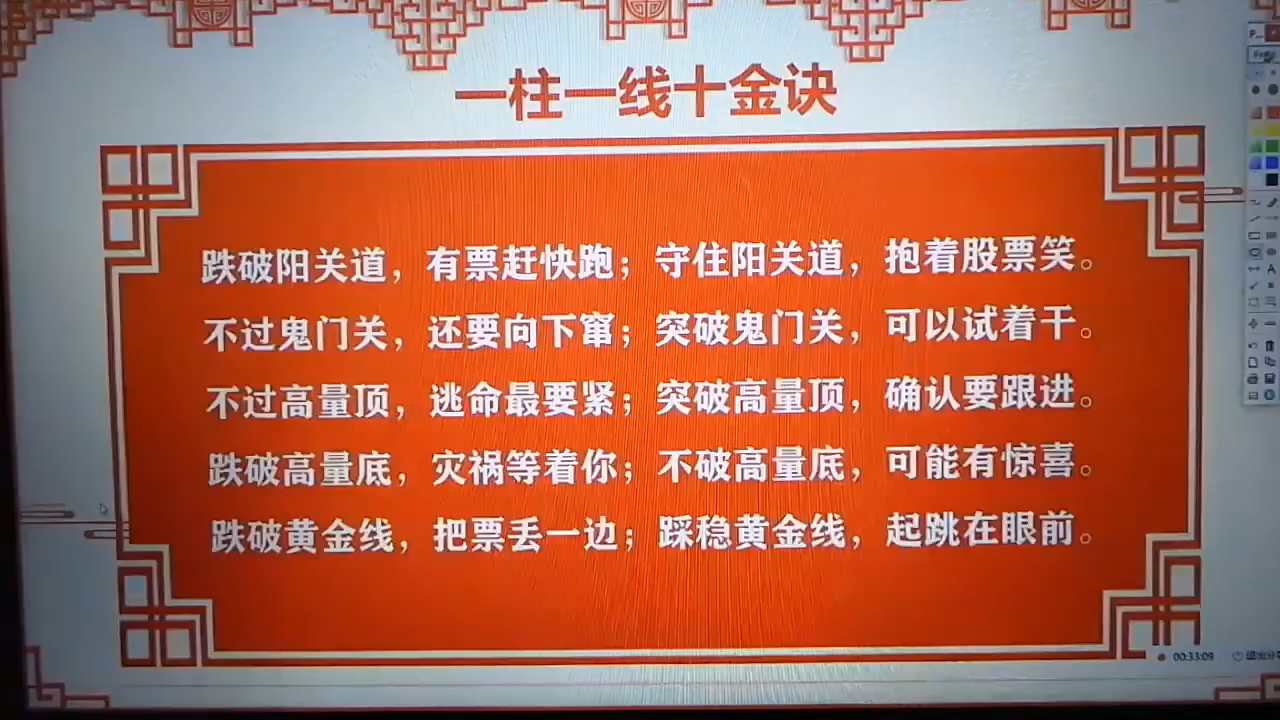 一柱一线十金诀
跌破阳关道，有票赶快跑；守住阳关道，抱着股票笑。
不过鬼门关，还要向下窜；突破鬼门关，可以试着干。
不过高量顶，逃命最要紧；突破高量顶，确认要跟进。
跌破高量底，灾祸等着你；不破高量底，可能有惊喜。
跌破黄金线，把票丢一边；踩稳黄金线，起跳在眼前。
00:33:09